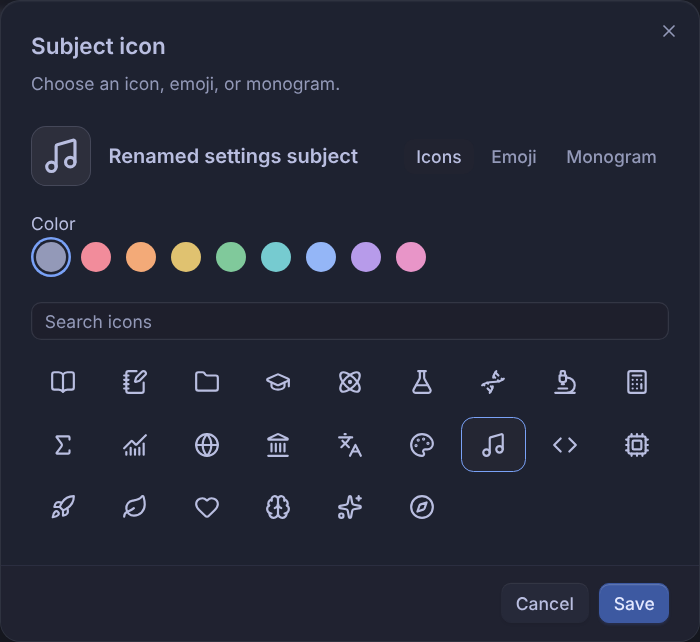 Subject icon
Choose an icon, emoji, or monogram.
Renamed settings subject
Icons
Emoji
Monogram
Color
Search icons
Cancel
Save